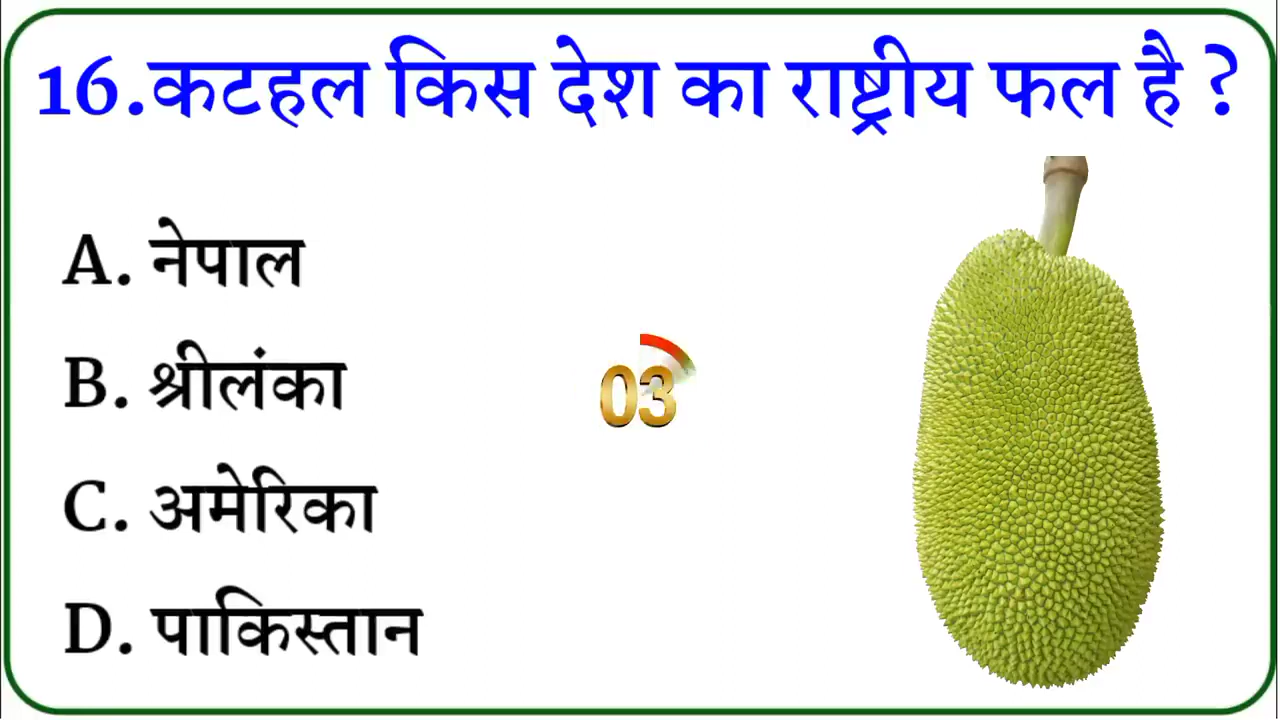 16.कटहल किस देश का राष्ट्रीय फल है ?
A. नेपाल
B. श्रीलंका
03
C. अमेरिका
D. पाकिस्तान